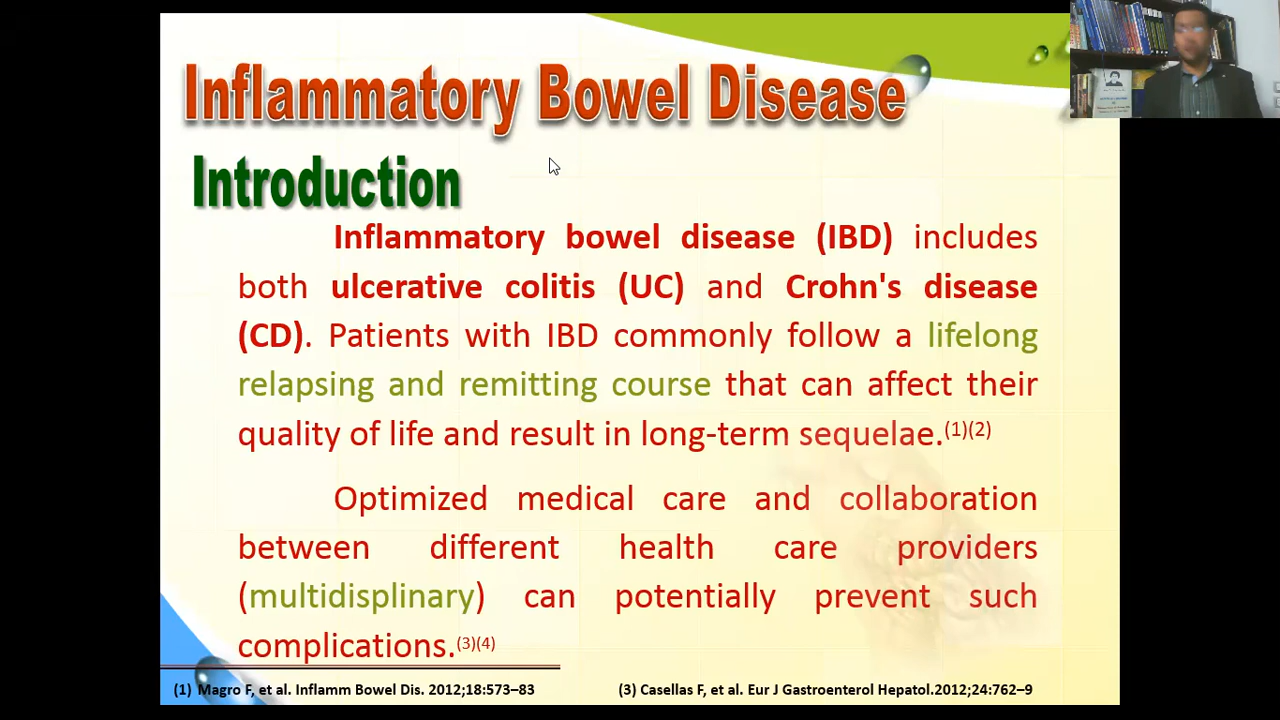 Inflammatory Bowel Disease
Introduction
Inflammatory bowel disease (IBD) includes
both ulcerative colitis (UC) and Crohn's disease
(CD). Patients with IBD commonly follow a lifelong
relapsing and remitting course that can affect their
quality of life and result in long-term sequelae.(1)(2)
Optimized medical care and collaboration
between different health care providers
(multidisplinary) can potentially prevent such
complications.(3)(4)
(1) Magro F, et al. Inflamm Bowel Dis. 2012;18:573–83
(3) Casellas F, et al. Eur J Gastroenterol Hepatol.2012;24:762–9